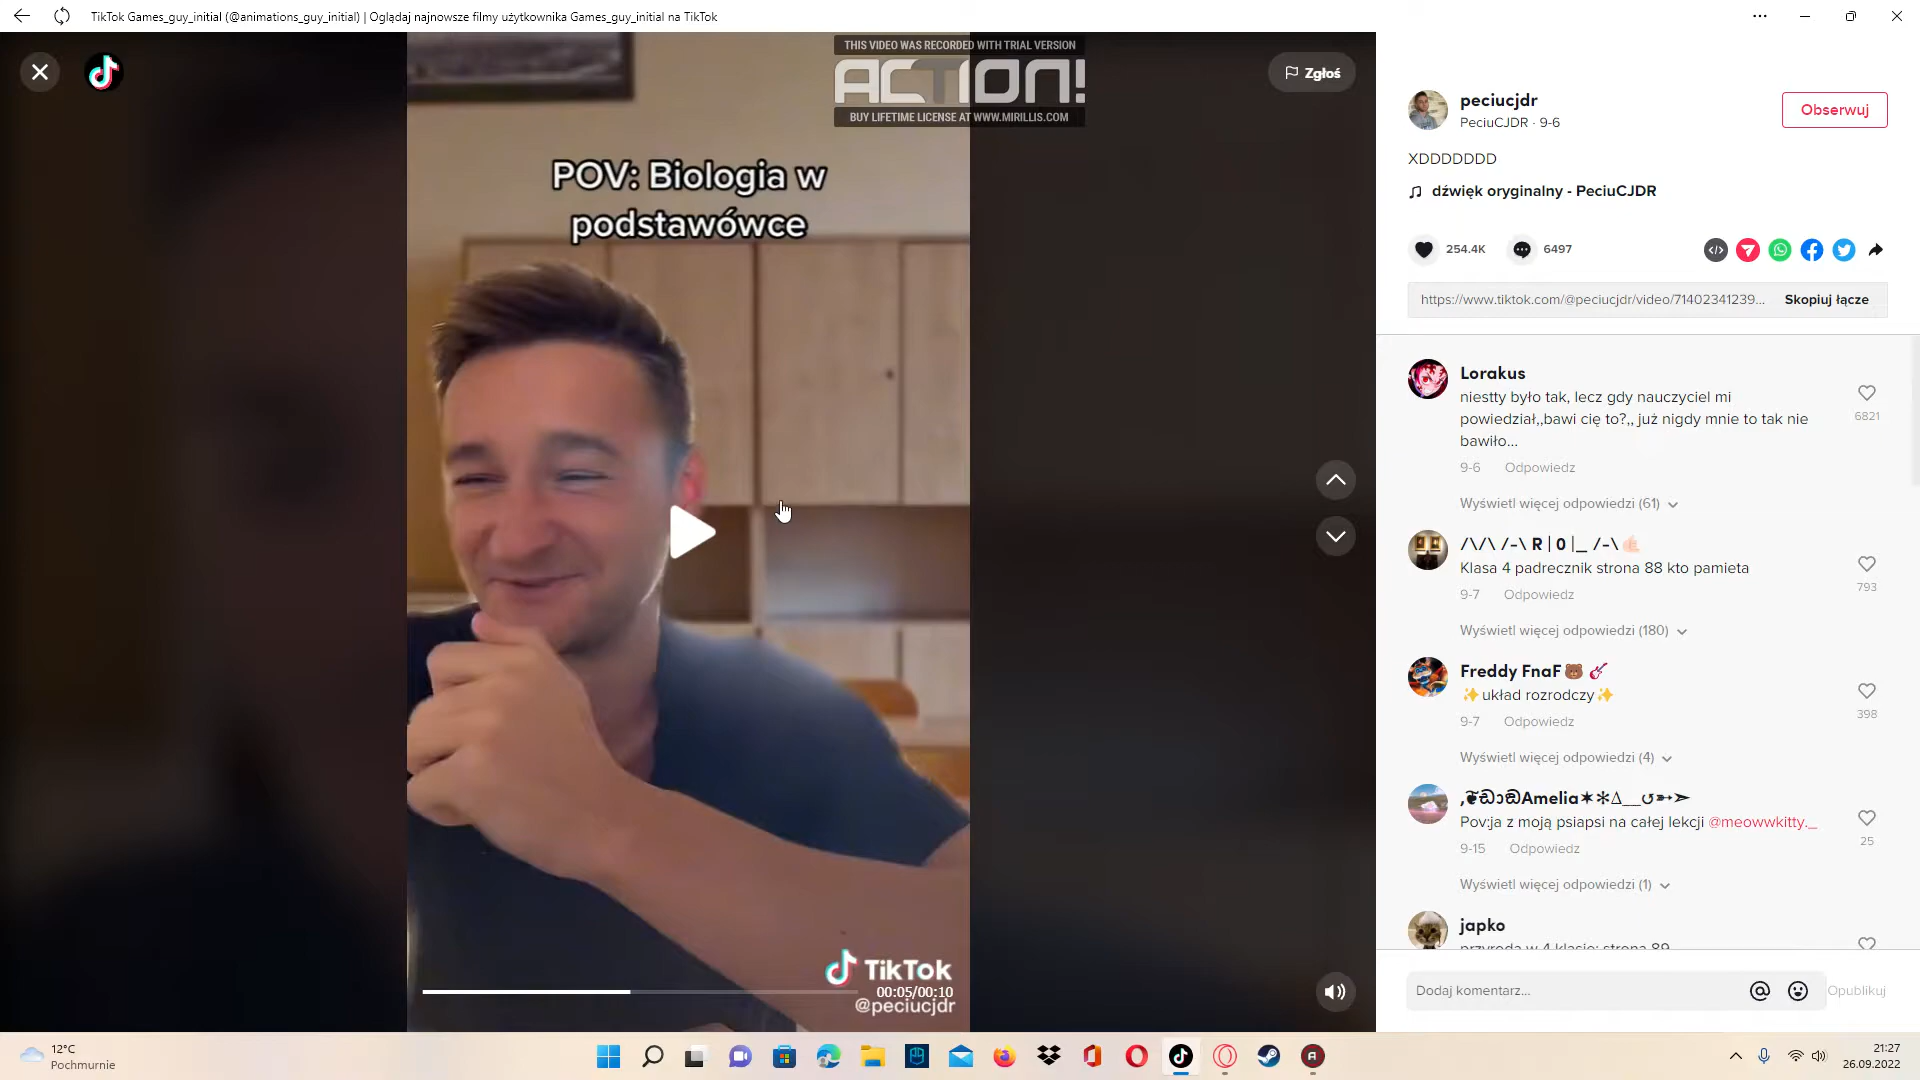 TikTok Games_guy_initial (@animations_guy_initial) | Oglądaj najnowsze filmy użytkownika Games_guy_initial na TikTok
THIS VIDEO WAS RECORDED WITH TRIAL VERSION
ACTION!
BUY LIFETIME LICENSE AT WWW.MIRILLIS.COM
Zgłoś
POV: Biologia w
podstawówce
TikTok
00:05/00:10
@peciucjdr
peciucjdr
PeciuCJDR · 9-6
Obserwuj
XDDDDDDD
dźwięk oryginalny - PeciuCJDR
254.4K
6497
https://www.tiktok.com/@peciucjdr/video/71402341239...
Skopiuj łącze
Lorakus
niestty było tak, lecz gdy nauczyciel mi
powiedział,,bawi cię to?,, już nigdy mnie to tak nie
bawiło...
6821
9-6 Odpowiedz
Wyświetl więcej odpowiedzi (61)
/\/\ /-\ R | 0 |_ /-\🤙🏻
Klasa 4 padrecznik strona 88 kto pamieta
793
9-7 Odpowiedz
Wyświetl więcej odpowiedzi (180)
Freddy FnaF🐻🎸
✨układ rozrodczy✨
398
9-7 Odpowiedz
Wyświetl więcej odpowiedzi (4)
Amelia
Pov:ja z moją psiapsi na całej lekcji @meowwkitty._
25
9-15 Odpowiedz
Wyświetl więcej odpowiedzi (1)
japko
przyroda w 4 klasie: strona 89
Dodaj komentarz...
Opublikuj
12°C
Pochmurnie
21:27
26.09.2022